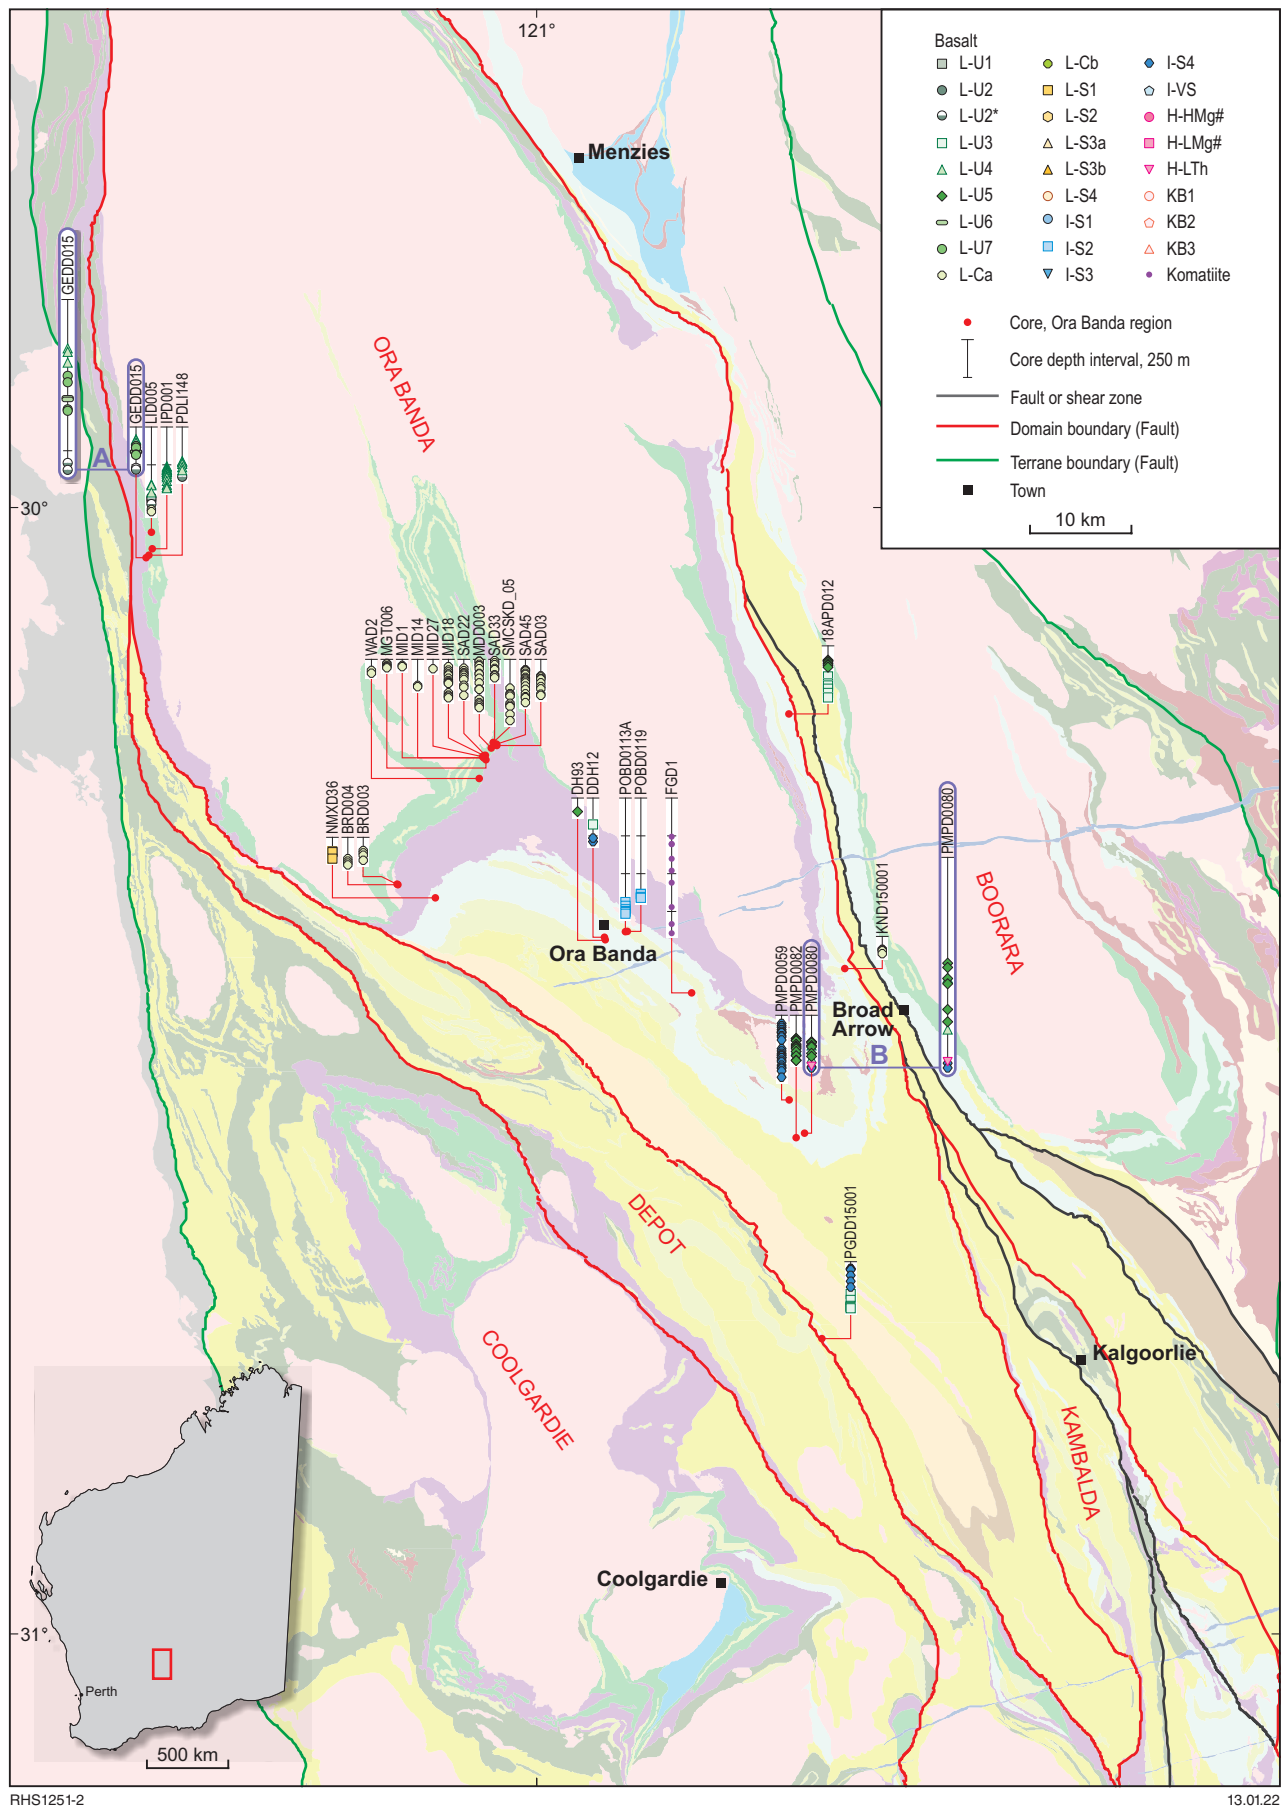 121°
Basalt
L-U1
L-U2
L-U2*
L-U3
L-U4
L-U5
L-U6
L-U7
L-Ca
L-Cb
L-S1
L-S2
L-S3a
L-S3b
L-S4
I-S1
I-S2
I-S3
I-S4
I-VS
H-HMg#
H-LMg#
H-LTh
KB1
KB2
KB3
Komatiite
Core, Ora Banda region
Core depth interval, 250 m
Fault or shear zone
Domain boundary (Fault)
Terrane boundary (Fault)
Town
10 km
Menzies
GEDD015
A
GEDD015
LID005
IPD001
PDLI148
ORA BANDA
30°
WAD2
MGT006
MID1
MID14
MID27
MID18
SAD22
MDD003
SAD33
SMCSKD_05
SAD45
SAD03
18APD012
NMXD36
BRD004
BRD003
DH93
DDH12
POBD0113A
POBD0119
FGD1
PMPD0080
BOORARA
KND150001
Ora Banda
PMPD0059
PMPD0082
PMPD0080
Broad
Arrow
B
DEPOT
PGDD15001
COOLGARDIE
Kalgoorlie
KAMBALDA
Coolgardie
31°
Perth
500 km
RHS1251-2
13.01.22